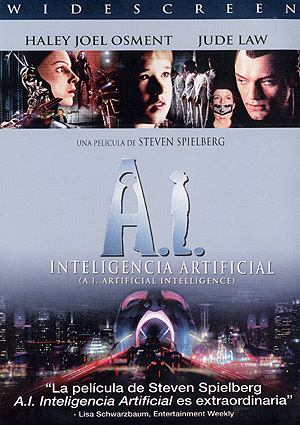 WIDESCREEN
HALEY JOEL OSMENT JUDE LAW
UNA PELÍCULA DE STEVEN SPIELBERG
A.I.
INTELIGENCIA ARTIFICIAL
(A.I. ARTIFICIAL INTELLIGENCE)
“La película de Steven Spielberg
A.I. Inteligencia Artificial es extraordinaria”
- Lisa Schwarzbaum, Entertainment Weekly